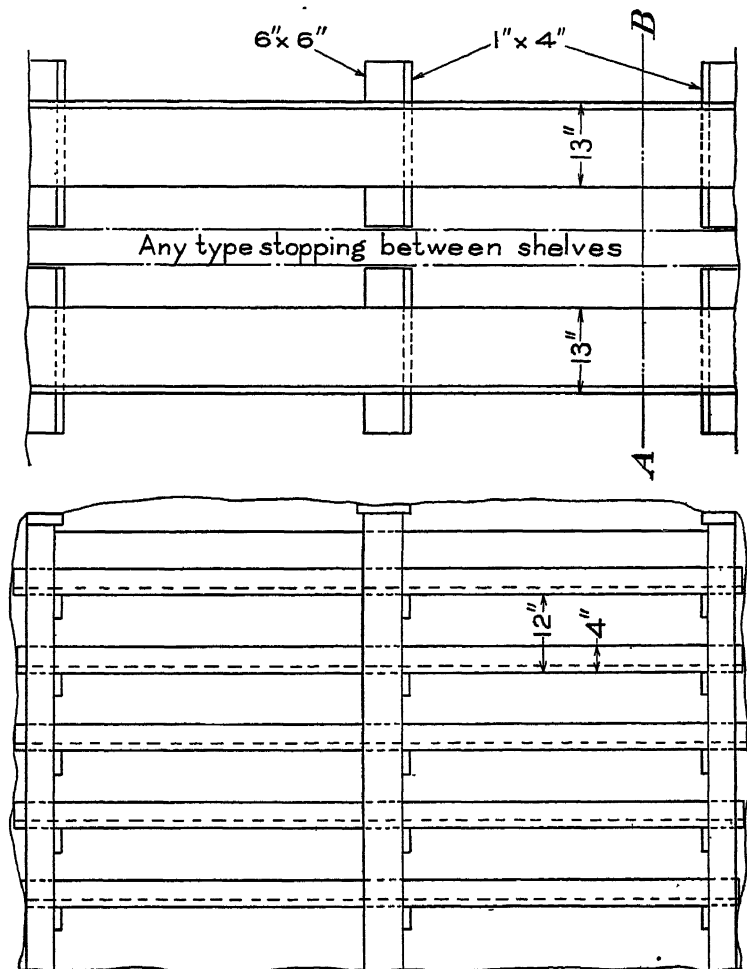 6"x 6"
1"x 4"
B
13"
Any type stopping between shelves
13"
A
12"
4"